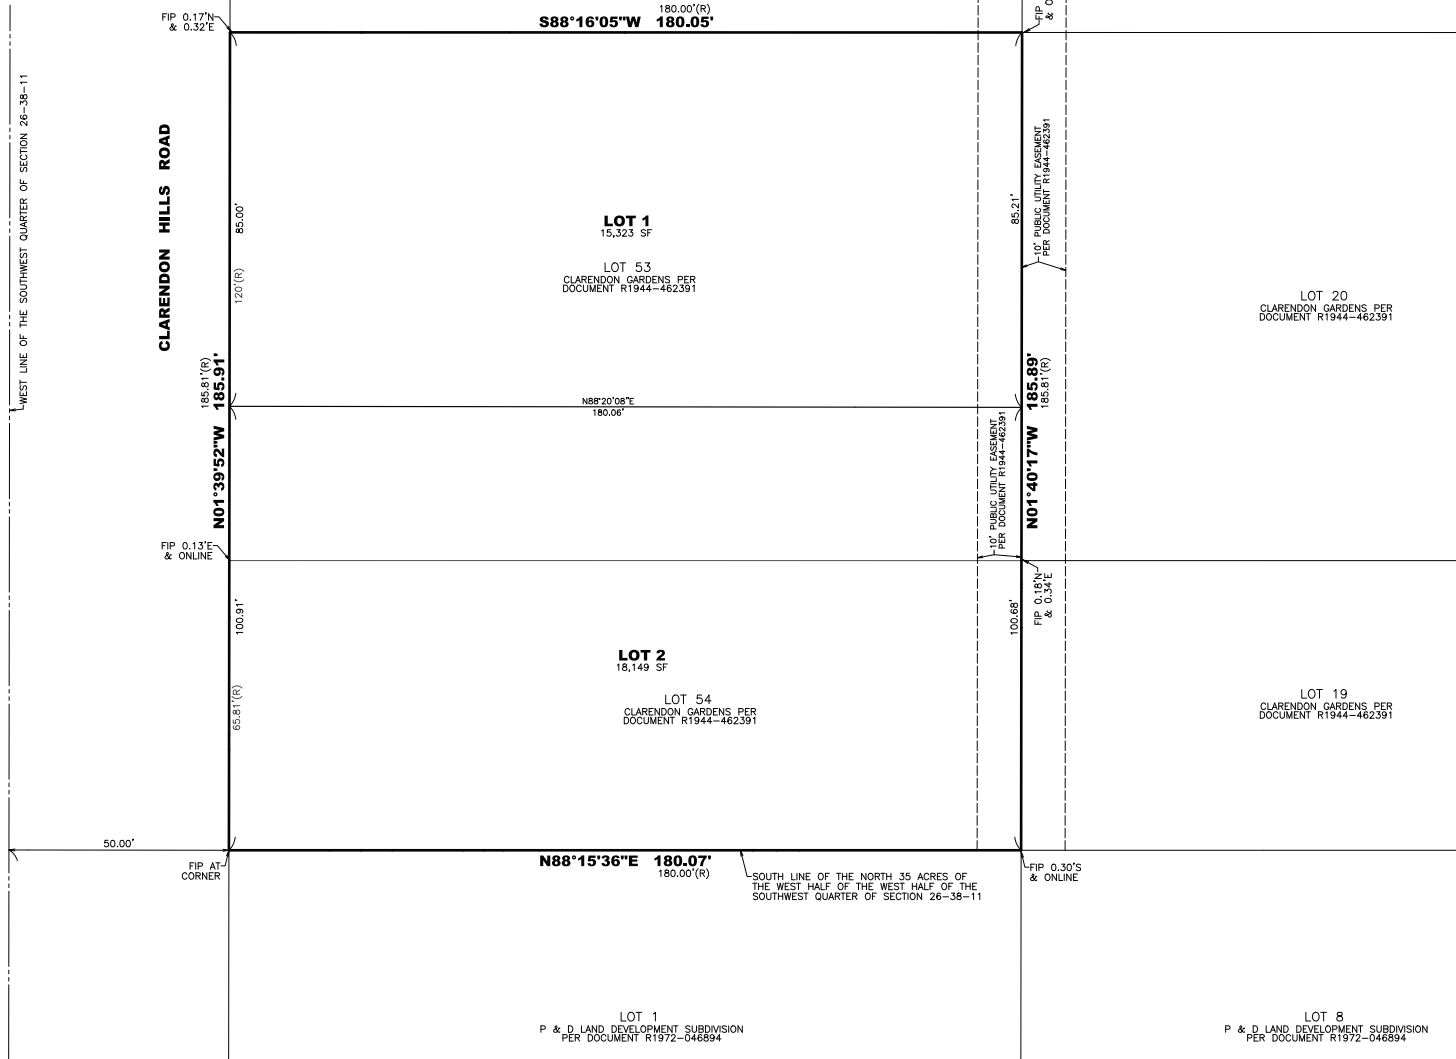 180.00'(R)
S88°16'05"W 180.05'
FIP 0.17'N
& 0.32'E
FIP
& 0
WEST LINE OF THE SOUTHWEST QUARTER OF SECTION 26-38-11
CLARENDON HILLS ROAD
85.00'
120'(R)
185.81'(R)
N01°39'52"W 185.91'
LOT 1
15,323 SF
LOT 53
CLARENDON GARDENS PER
DOCUMENT R1944-462391
85.21'
10' PUBLIC UTILITY EASEMENT
PER DOCUMENT R1944-462391
LOT 20
CLARENDON GARDENS PER
DOCUMENT R1944-462391
N88°20'08"E
180.06'
N01°40'17"W 185.89'
185.81'(R)
10' PUBLIC UTILITY EASEMENT
PER DOCUMENT R1944-462391
FIP 0.13'E
& ONLINE
FIP 0.18'N
& 0.34'E
100.91'
65.81'(R)
100.68'
LOT 2
18,149 SF
LOT 54
CLARENDON GARDENS PER
DOCUMENT R1944-462391
LOT 19
CLARENDON GARDENS PER
DOCUMENT R1944-462391
50.00'
FIP AT
CORNER
N88°15'36"E 180.07'
180.00'(R)
SOUTH LINE OF THE NORTH 35 ACRES OF
THE WEST HALF OF THE WEST HALF OF THE
SOUTHWEST QUARTER OF SECTION 26-38-11
FIP 0.30'S
& ONLINE
LOT 1
P & D LAND DEVELOPMENT SUBDIVISION
PER DOCUMENT R1972-046894
LOT 8
P & D LAND DEVELOPMENT SUBDIVISION
PER DOCUMENT R1972-046894